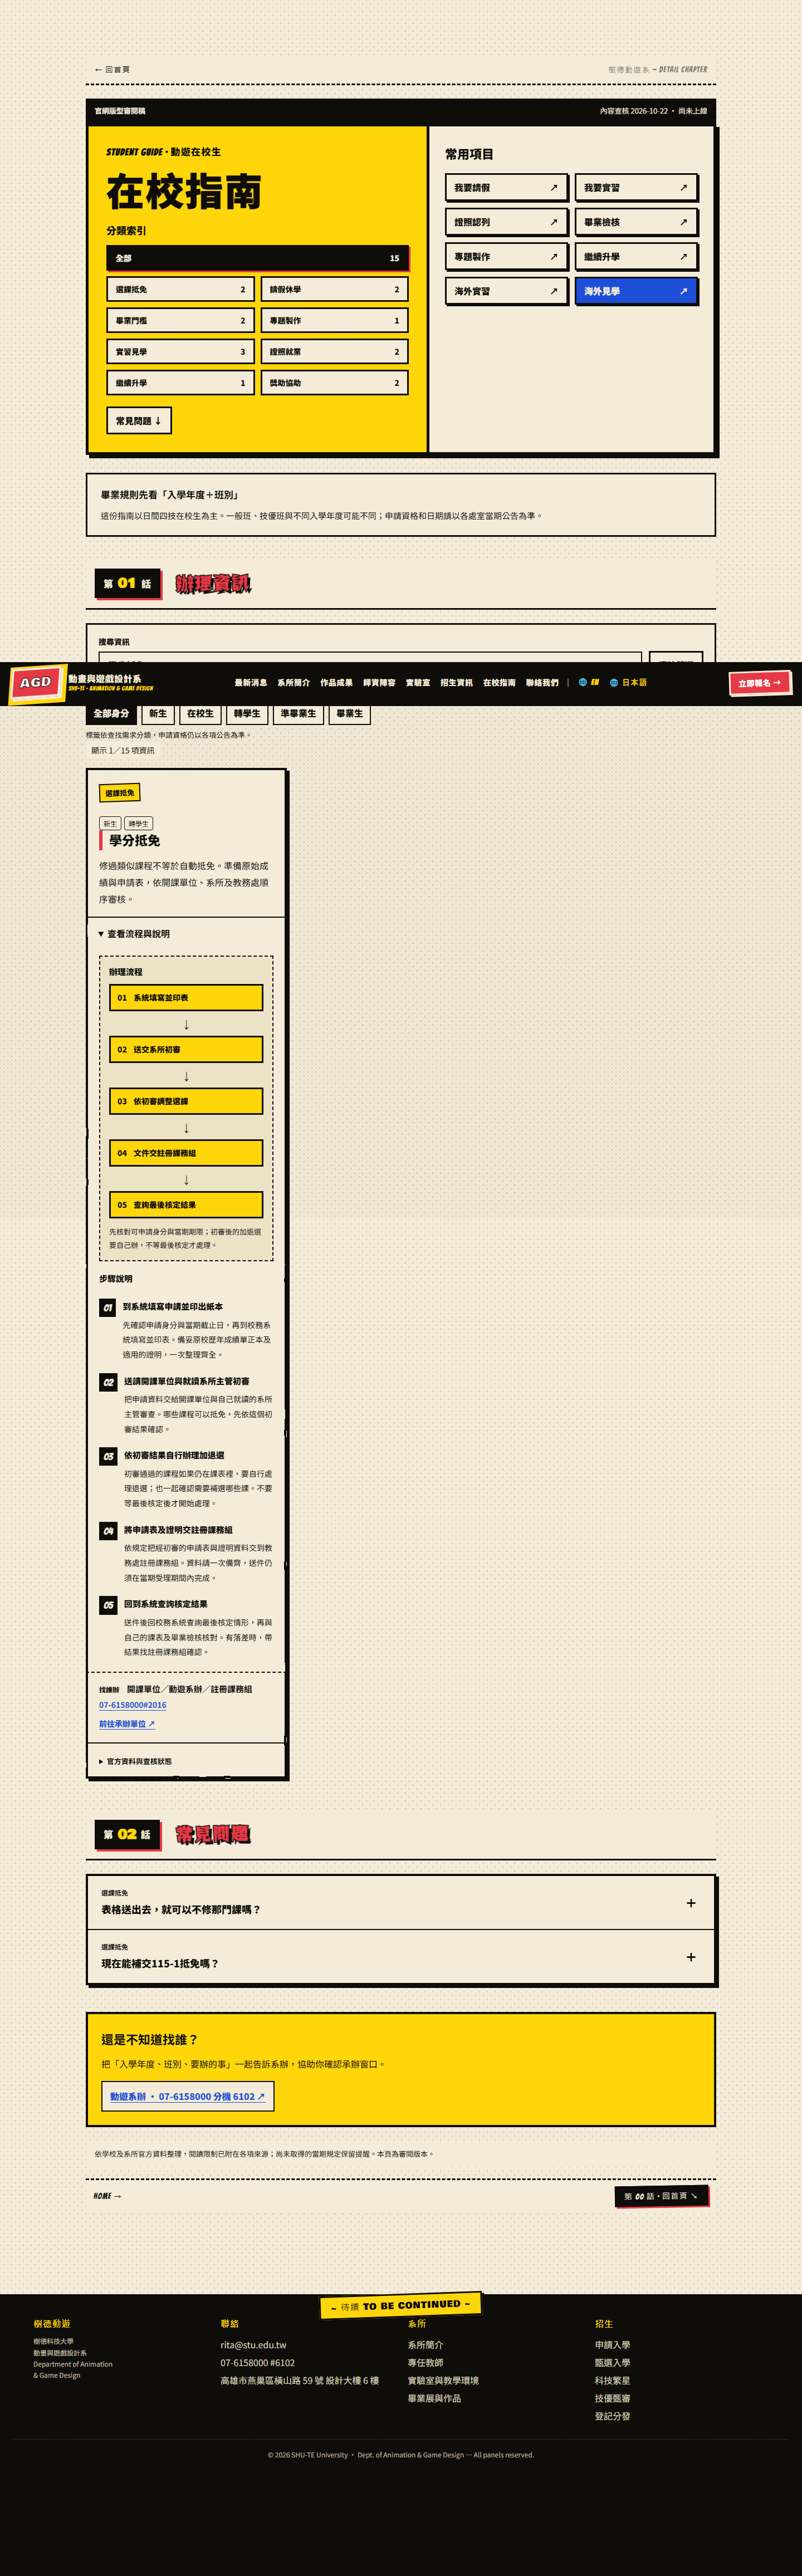 ← 回首頁
樹德動遊系 ~ DETAIL CHAPTER
官網版型審閱稿
內容查核 2026-10-22 · 尚未上線
STUDENT GUIDE · 動遊在校生
在校指南
分類索引
全部 15
選課抵免 2
請假休學 2
畢業門檻 2
專題製作 1
實習見學 3
證照就業 2
繼續升學 1
獎助協助 2
常見問題 ↓
常用項目
我要請假 ↗
我要實習 ↗
證照認列 ↗
畢業檢核 ↗
專題製作 ↗
繼續升學 ↗
海外實習 ↗
海外見學 ↗
畢業規則先看「入學年度＋班別」
這份指南以日間四技在校生為主。一般班、技優班與不同入學年度可能不同；申請資格和日期請以各處室當期公告為準。
第 01 話
辦理資訊
搜尋資訊
AGD
動畫與遊戲設計系
SHU-TE · ANIMATION & GAME DESIGN
最新消息 系所簡介 作品成果 師資陣容 實驗室 招生資訊 在校指南 聯絡我們 | EN 日本語
立即報名 →
全部身分 新生 在校生 轉學生 準畢業生 畢業生
標籤依查找需求分類，申請資格仍以各項公告為準。
顯示 1／15 項資訊
選課抵免
新生 轉學生
學分抵免
修過類似課程不等於自動抵免。準備原始成
績與申請表，依開課單位、系所及教務處順
序審核。
▼ 查看流程與說明
辦理流程
01 系統填寫並印表
↓
02 送交系所初審
↓
03 依初審調整選課
↓
04 文件交註冊課務組
↓
05 查詢最後核定結果
先核對可申請身分與當期期限；初審後的加退選
要自己辦，不等最後核定才處理。
步驟說明
01 到系統填寫申請並印出紙本
先確認申請身分與當期截止日，再到校務系
統填寫並印表。備妥原校歷年成績單正本及
適用的證明，一次整理齊全。
02 送請開課單位與就讀系所主管初審
把申請資料交給開課單位與自己就讀的系所
主管審查。哪些課程可以抵免，先依這個初
審結果確認。
03 依初審結果自行辦理加退選
初審通過的課程如果仍在課表裡，要自行處
理退選；也一起確認需要補選哪些課。不要
等最後核定後才開始處理。
04 將申請表及證明交註冊課務組
依規定把經初審的申請表與證明資料交到教
務處註冊課務組。資料請一次備齊，送件仍
須在當期受理期間內完成。
05 回到系統查詢核定結果
送件後回校務系統查詢最後核定情形，再與
自己的課表及畢業檢核核對。有落差時，帶
結果找註冊課務組確認。
找誰辦 開課單位／動遊系辦／註冊課務組
07-6158000#2016
前往承辦單位 ↗
▶ 官方資料與查核狀態
第 02 話
常見問題
選課抵免
表格送出去，就可以不修那門課嗎？
+
選課抵免
現在能補交115-1抵免嗎？
+
還是不知道找誰？
把「入學年度、班別、要辦的事」一起告訴系辦，協助你確認承辦窗口。
動遊系辦 · 07-6158000 分機 6102 ↗
依學校及系所官方資料整理，閱讀限制已附在各項來源；尚未取得的當期規定保留提醒。本頁為審閱版本。
HOME →
第 00 話 · 回首頁 ↘
~ 待續 TO BE CONTINUED ~
樹德動遊
樹德科技大學
動畫與遊戲設計系
Department of Animation
& Game Design
聯絡
rita@stu.edu.tw
07-6158000 #6102
高雄市燕巢區橫山路 59 號 設計大樓 6 樓
系所
系所簡介
專任教師
實驗室與教學環境
畢業展與作品
招生
申請入學
甄選入學
科技繁星
技優甄審
登記分發
© 2026 SHU-TE University · Dept. of Animation & Game Design — All panels reserved.